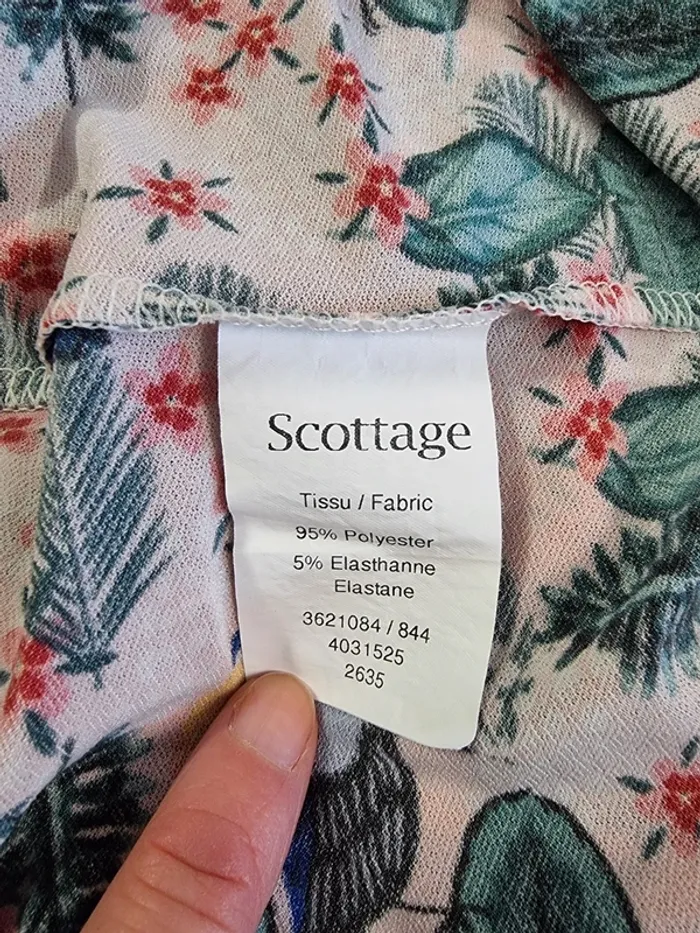 Scottage
Tissu / Fabric
95% Polyester
5% Elasthanne
Elastane
3621084 / 844
4031525
2635